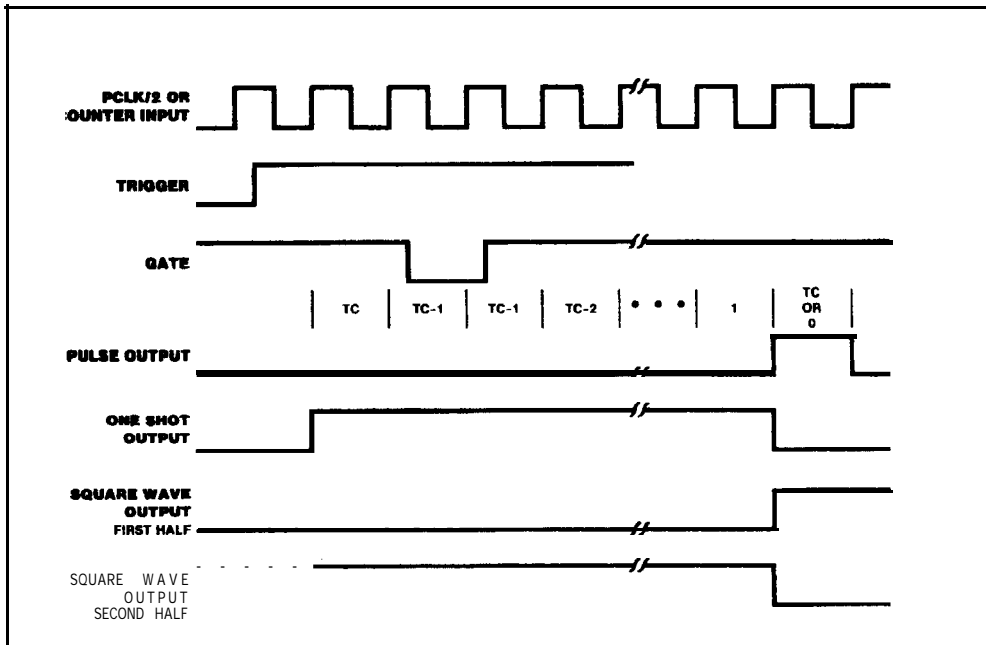 PCLK/2 OR
:OUNTER INPUT
TRIGGER
GATE
TC
TC-1
TC-1
TC-2
• • •
1
TC
OR
0
PULSE OUTPUT
ONE SHOT
OUTPUT
SQUARE WAVE
OUTPUT
FIRST HALF
SQUARE WAVE
OUTPUT
SECOND HALF